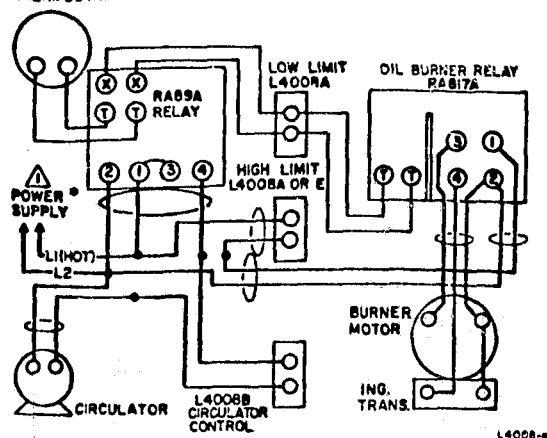 LOW LIMIT
L4008A
OIL BURNER RELAY
RA817A
X X
RA89A
RELAY
T T
3 1
2 1 3 4
HIGH LIMIT
L4008A OR E
T T
4 2
1
POWER *
SUPPLY
L1(HOT)
L2
BURNER
MOTOR
CIRCULATOR
L4008B
CIRCULATOR
CONTROL
ING.
TRANS.